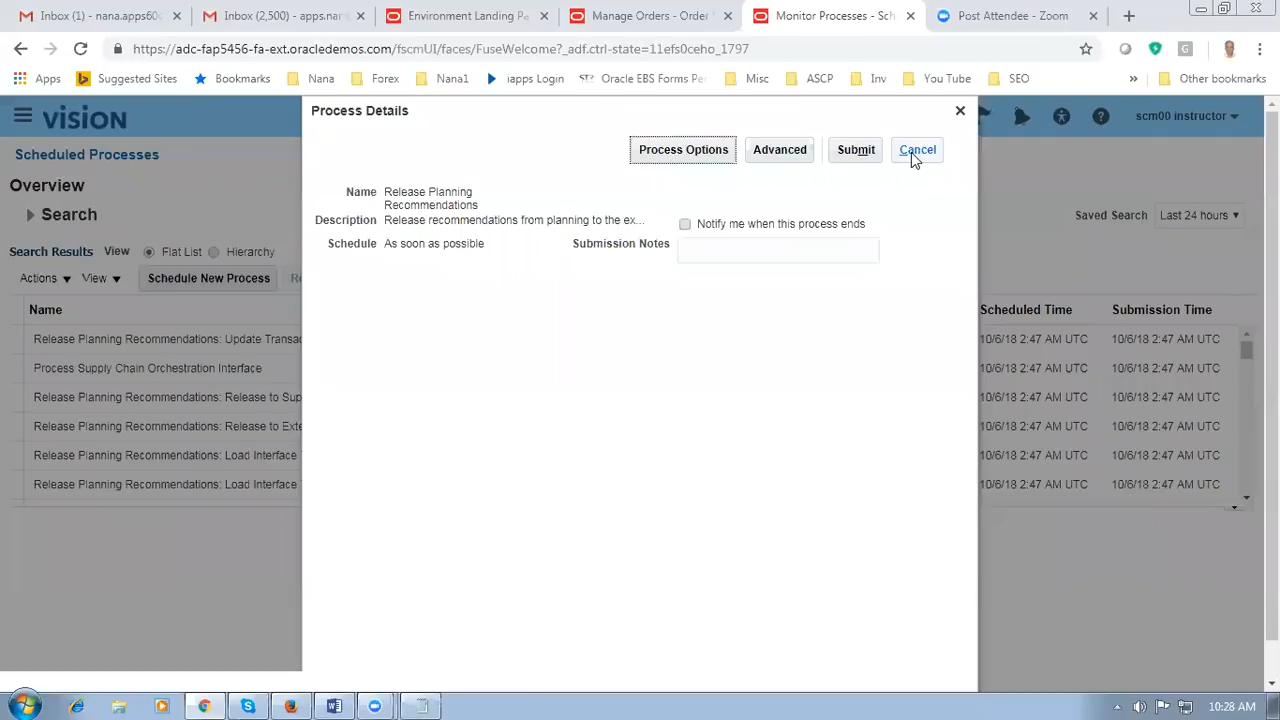 Inbox (1) - nana.apps60
Inbox (2,500) - apps.nan
Environment Landing Pa
Manage Orders - Order
Monitor Processes - Sch
Post Attendee - Zoom
https://adc-fap5456-fa-ext.oracledemos.com/fscmUI/faces/FuseWelcome?_adf.ctrl-state=11efs0ceho_1797
Apps Suggested Sites Bookmarks Nana Forex Nana1 iapps Login Oracle EBS Forms Per Misc ASCP Inv You Tube SEO » Other bookmarks
VISION
scm00 instructor
Process Details
Process Options Advanced Submit Cancel
Scheduled Processes
Overview
Search
Saved Search Last 24 hours
Name Release Planning
Recommendations
Description Release recommendations from planning to the ex...
Notify me when this process ends
Schedule As soon as possible
Submission Notes
Search Results View Flat List Hierarchy
Actions View Schedule New Process Re
Name Scheduled Time Submission Time
Release Planning Recommendations: Update Transac 10/6/18 2:47 AM UTC 10/6/18 2:47 AM UTC
Process Supply Chain Orchestration Interface 10/6/18 2:47 AM UTC 10/6/18 2:47 AM UTC
Release Planning Recommendations: Release to Sup 10/6/18 2:47 AM UTC 10/6/18 2:47 AM UTC
Release Planning Recommendations: Release to Exte 10/6/18 2:47 AM UTC 10/6/18 2:47 AM UTC
Release Planning Recommendations: Load Interface 10/6/18 2:47 AM UTC 10/6/18 2:47 AM UTC
Release Planning Recommendations: Load Interface 10/6/18 2:47 AM UTC 10/6/18 2:47 AM UTC
10:28 AM